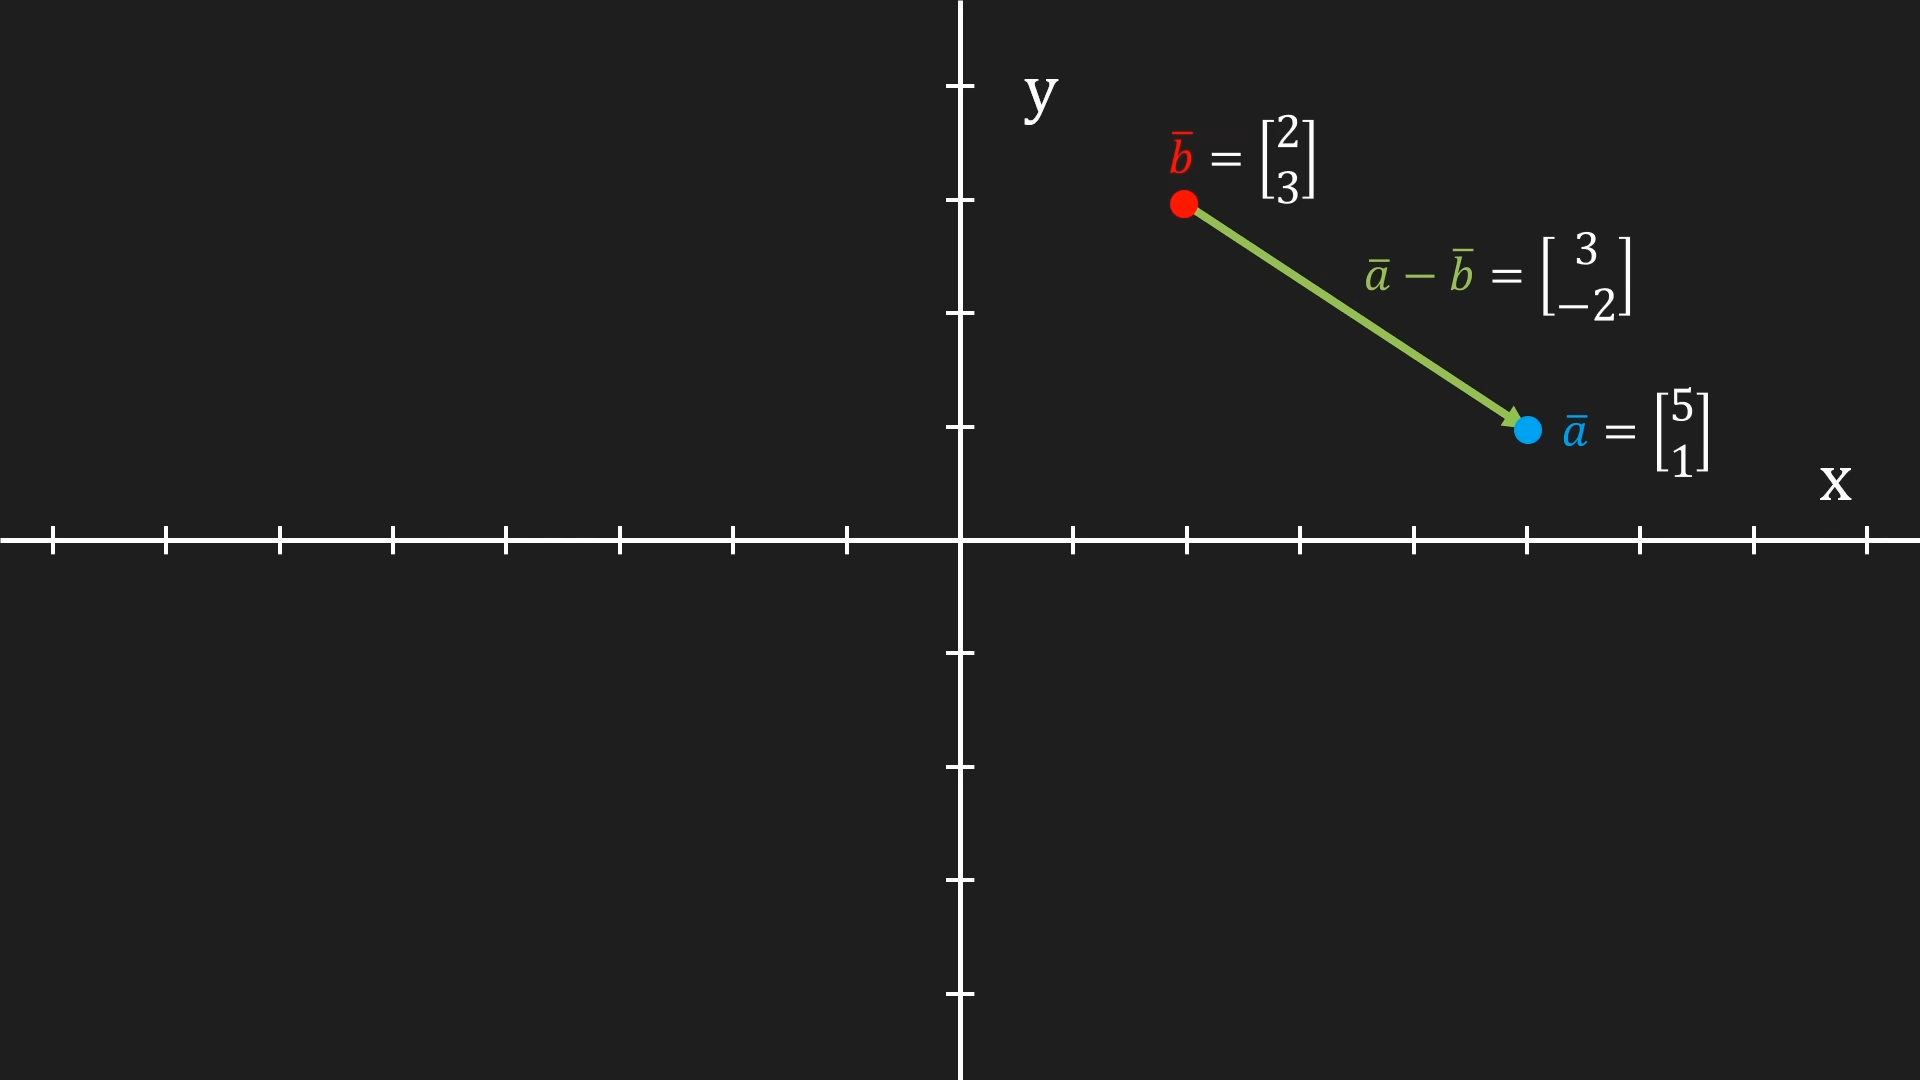 y
b̅ = [2 3]
a̅ − b̅ = [3 −2]
a̅ = [5 1]
x